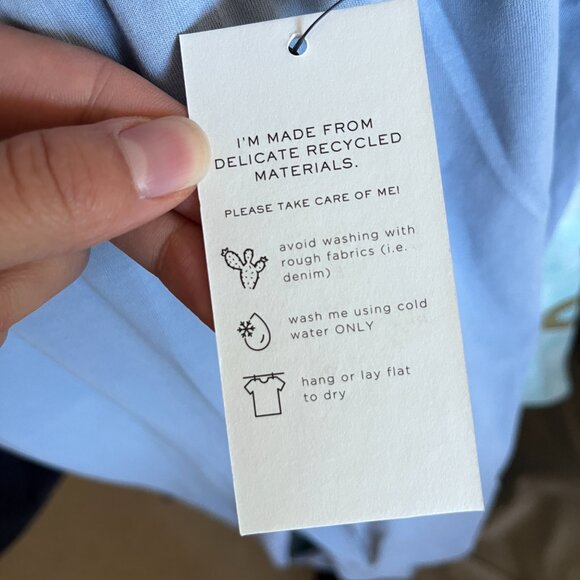 I'M MADE FROM
DELICATE RECYCLED
MATERIALS.
PLEASE TAKE CARE OF ME!
avoid washing with
rough fabrics (i.e.
denim)
wash me using cold
water ONLY
hang or lay flat
to dry